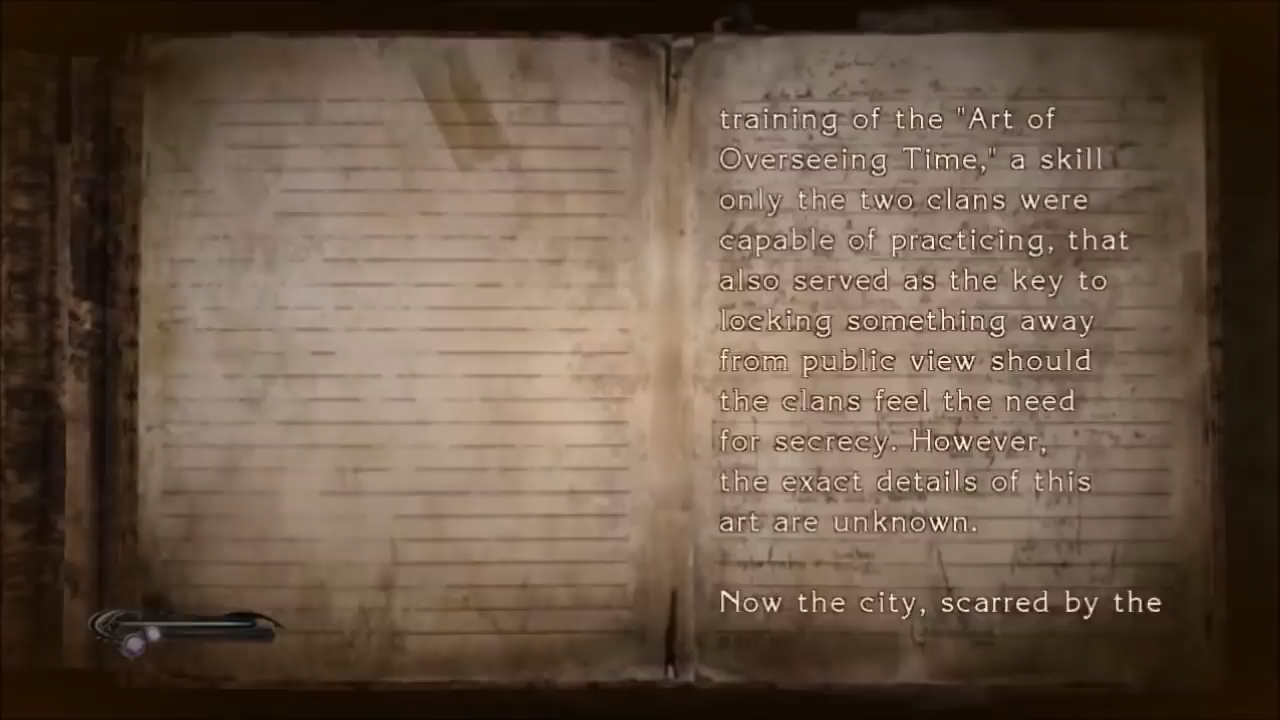 training of the "Art of
Overseeing Time," a skill
only the two clans were
capable of practicing, that
also served as the key to
locking something away
from public view should
the clans feel the need
for secrecy. However,
the exact details of this
art are unknown.
Now the city, scarred by the